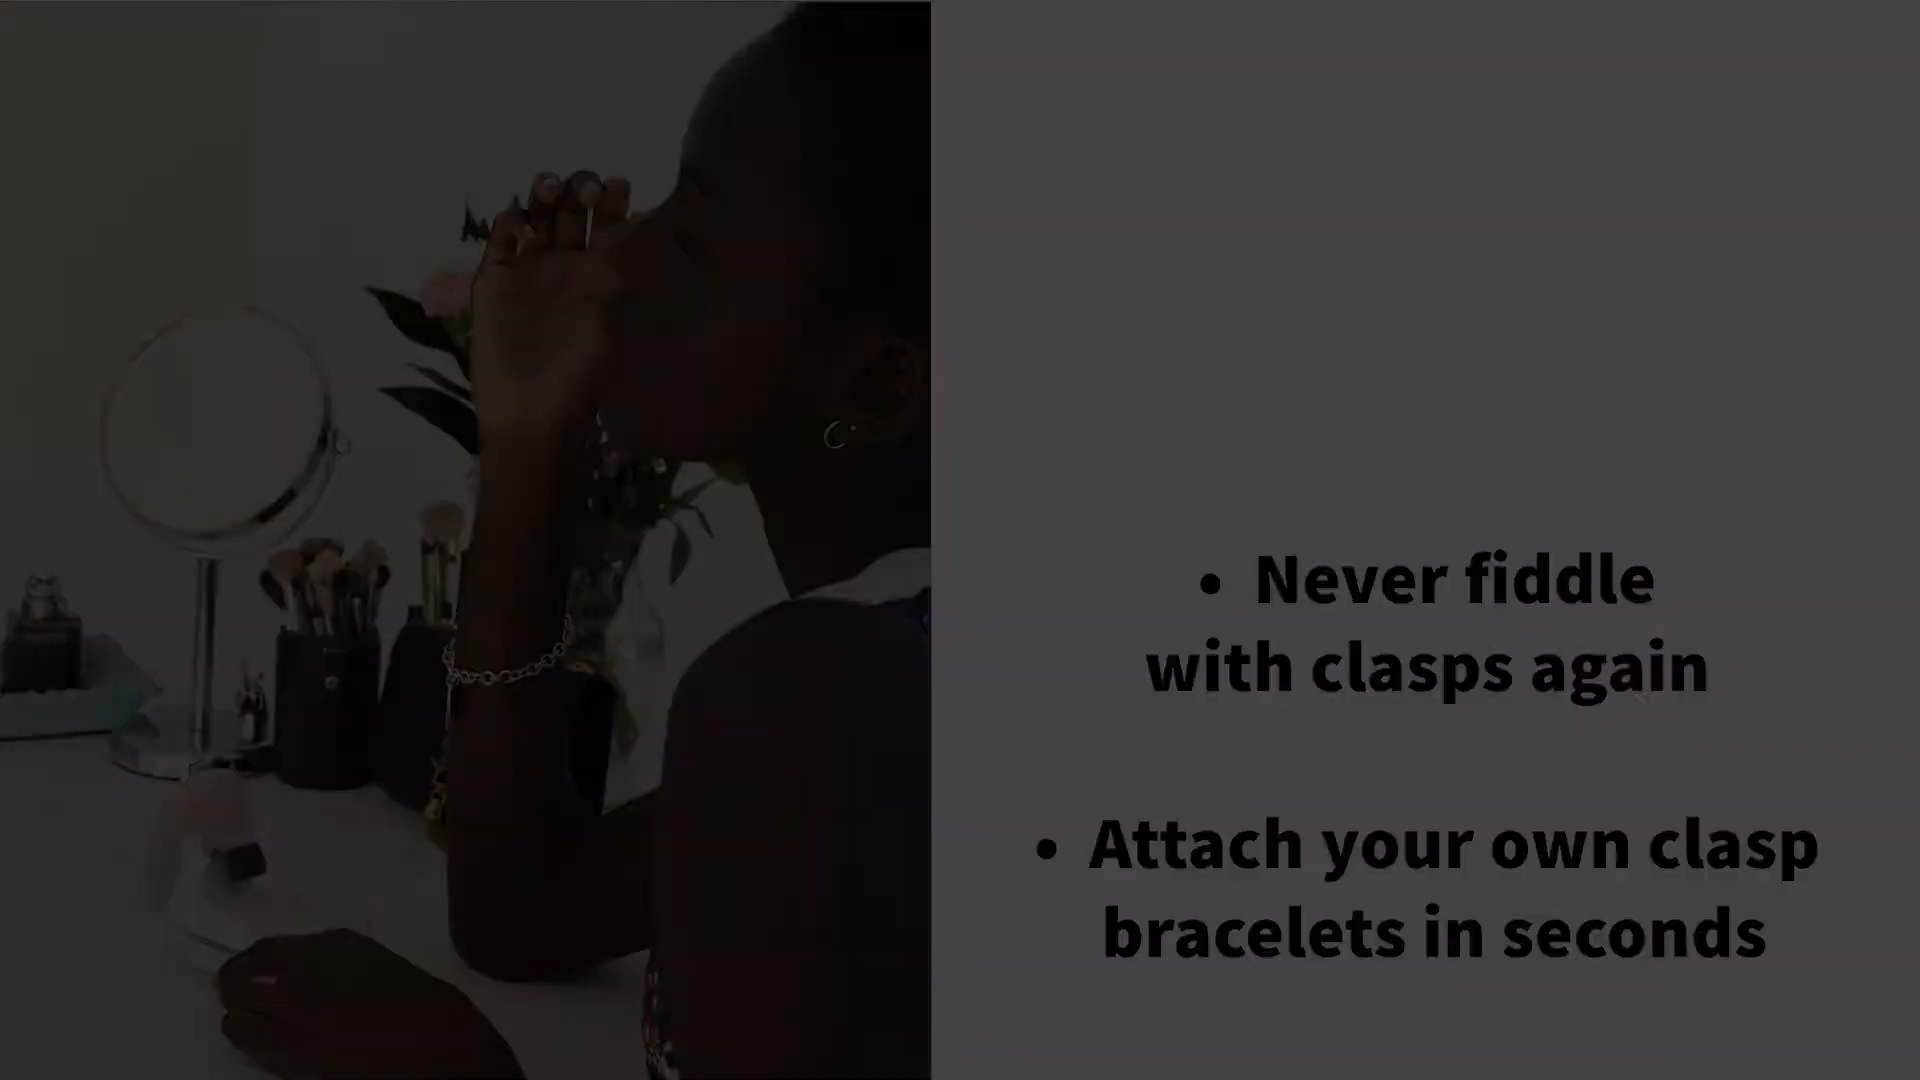 • Never fiddle
with clasps again
• Attach your own clasp
bracelets in seconds